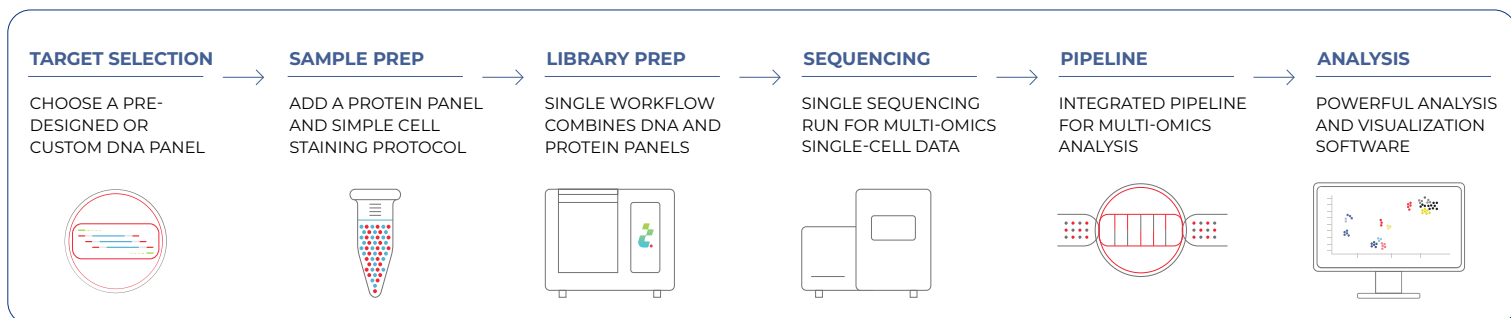 TARGET SELECTION
CHOOSE A PRE-
DESIGNED OR
CUSTOM DNA PANEL
SAMPLE PREP
ADD A PROTEIN PANEL
AND SIMPLE CELL
STAINING PROTOCOL
LIBRARY PREP
SINGLE WORKFLOW
COMBINES DNA AND
PROTEIN PANELS
SEQUENCING
SINGLE SEQUENCING
RUN FOR MULTI-OMICS
SINGLE-CELL DATA
PIPELINE
INTEGRATED PIPELINE
FOR MULTI-OMICS
ANALYSIS
ANALYSIS
POWERFUL ANALYSIS
AND VISUALIZATION
SOFTWARE